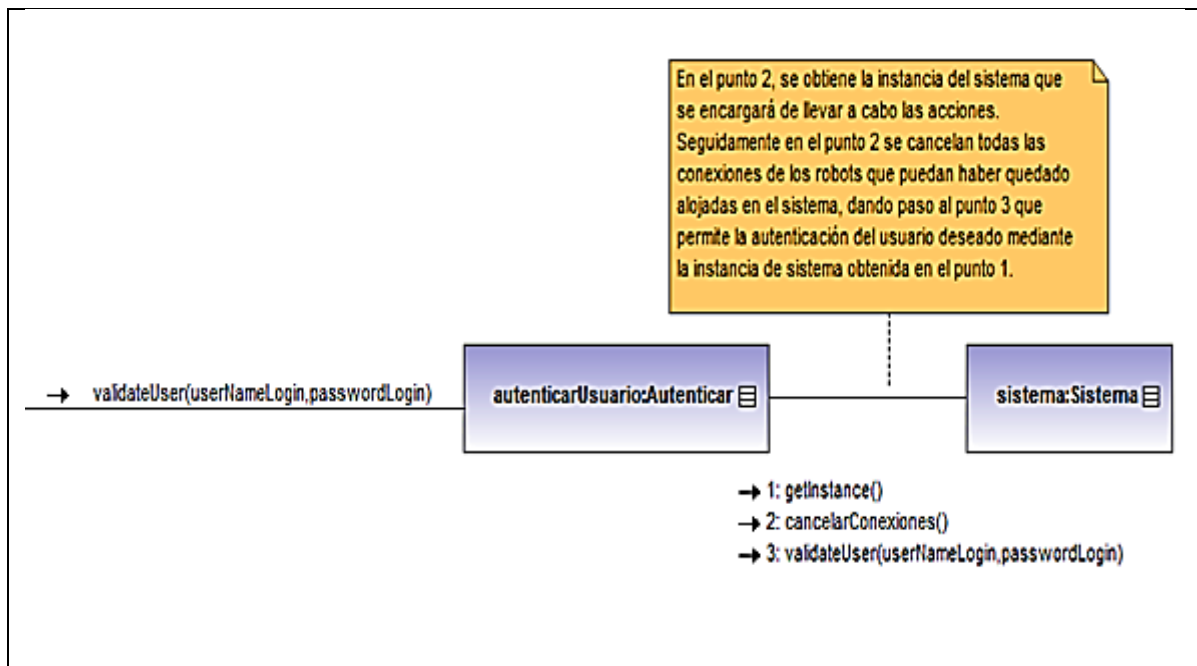 En el punto 2, se obtiene la instancia del sistema que
se encargará de llevar a cabo las acciones.
Seguidamente en el punto 2 se cancelan todas las
conexiones de los robots que puedan haber quedado
alojadas en el sistema, dando paso al punto 3 que
permite la autenticación del usuario deseado mediante
la instancia de sistema obtenida en el punto 1.
validateUser(userNameLogin,passwordLogin)
autenticarUsuario:Autenticar
sistema:Sistema
1: getInstance()
2: cancelarConexiones()
3: validateUser(userNameLogin,passwordLogin)